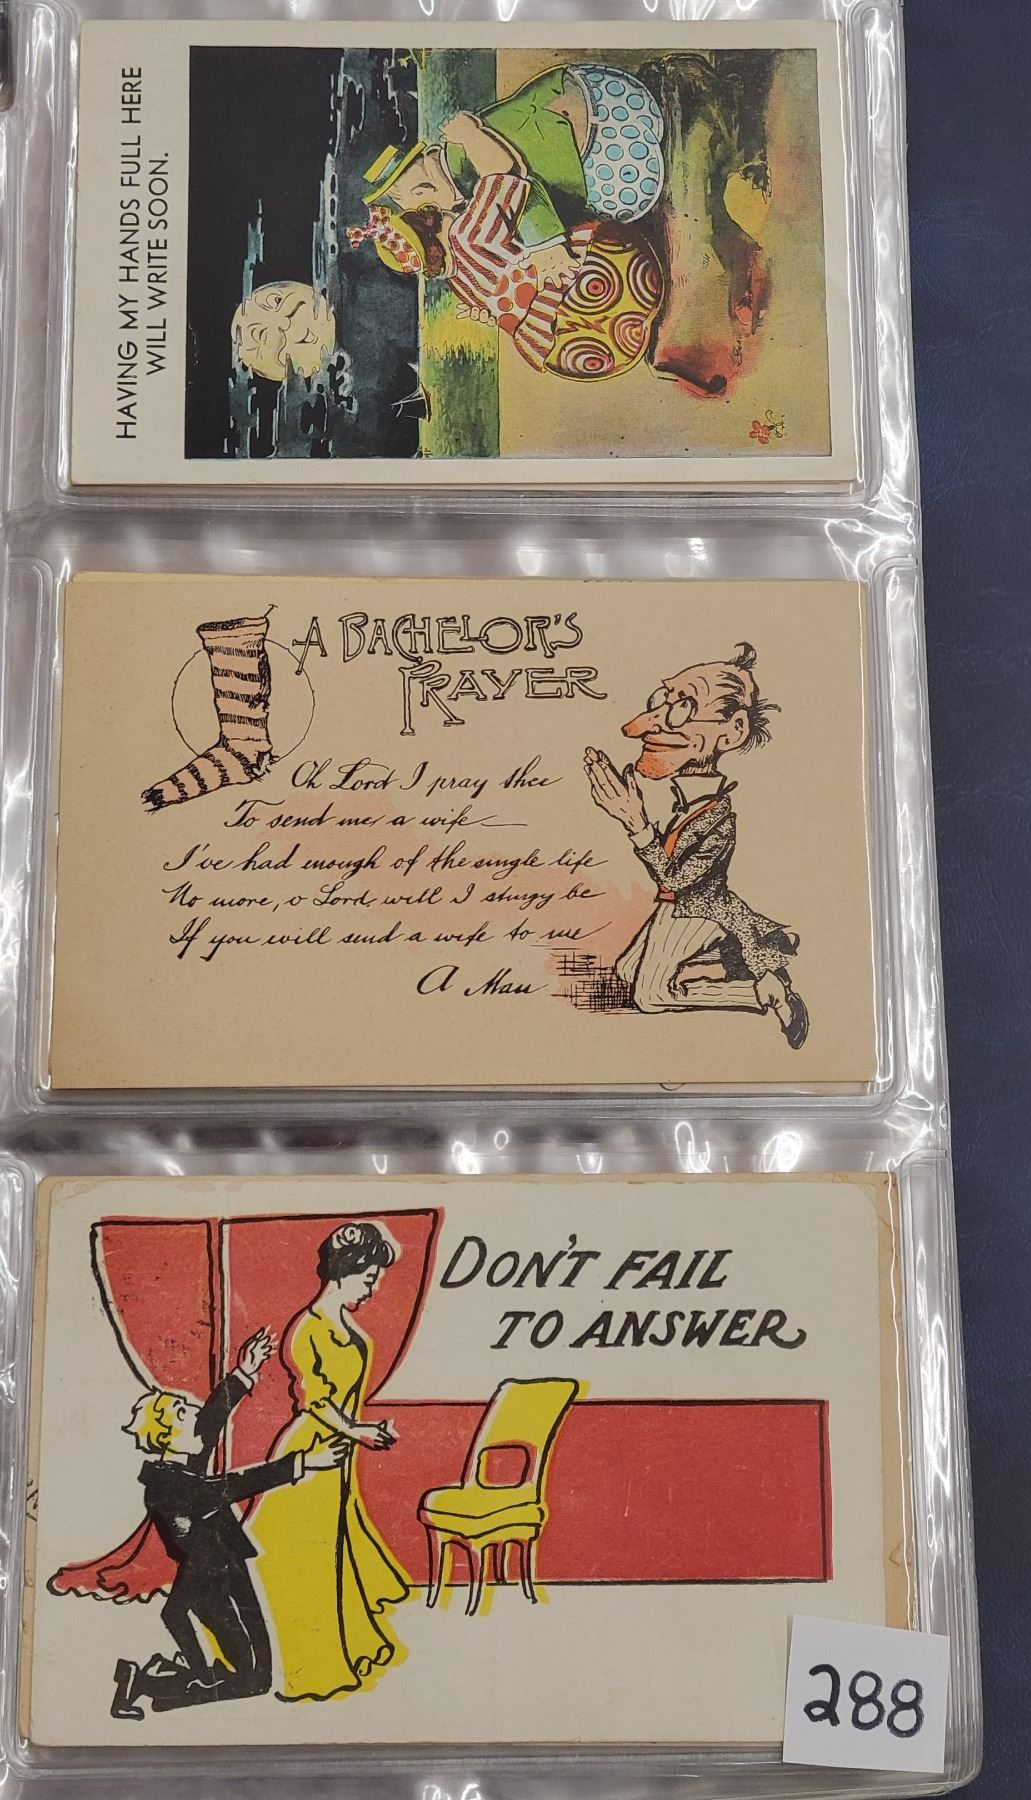 HAVING MY HANDS FULL HERE
WILL WRITE SOON.
A BACHELOR'S
PRAYER
Oh Lord I pray thee
To send me a wife
I've had enough of the single life
No more, o Lord will I stingy be
If you will send a wife to me
A Man
DON'T FAIL
TO ANSWER
288